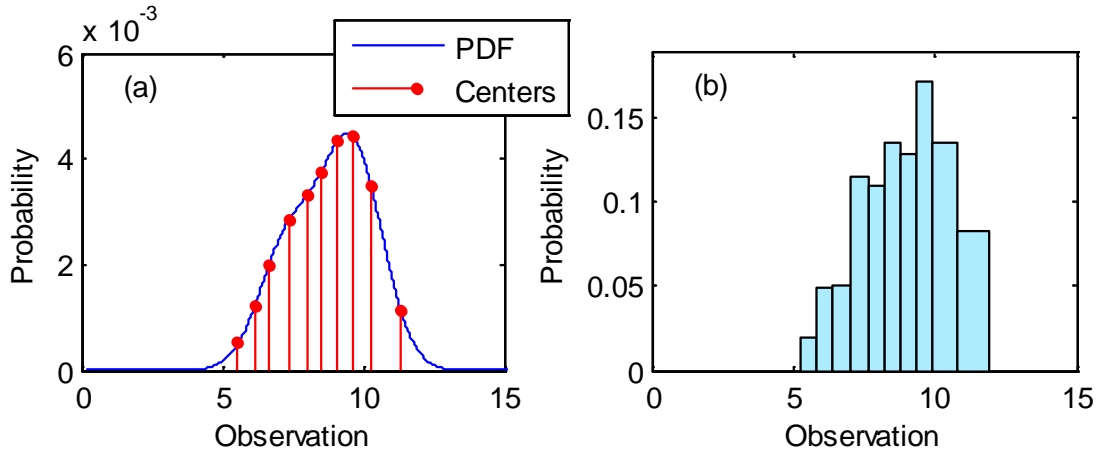 x 10-3
6
4
2
0
0
5
10
15
Probability
Observation
(a)
PDF
Centers
0.15
0.1
0.05
0
0
5
10
15
Probability
Observation
(b)